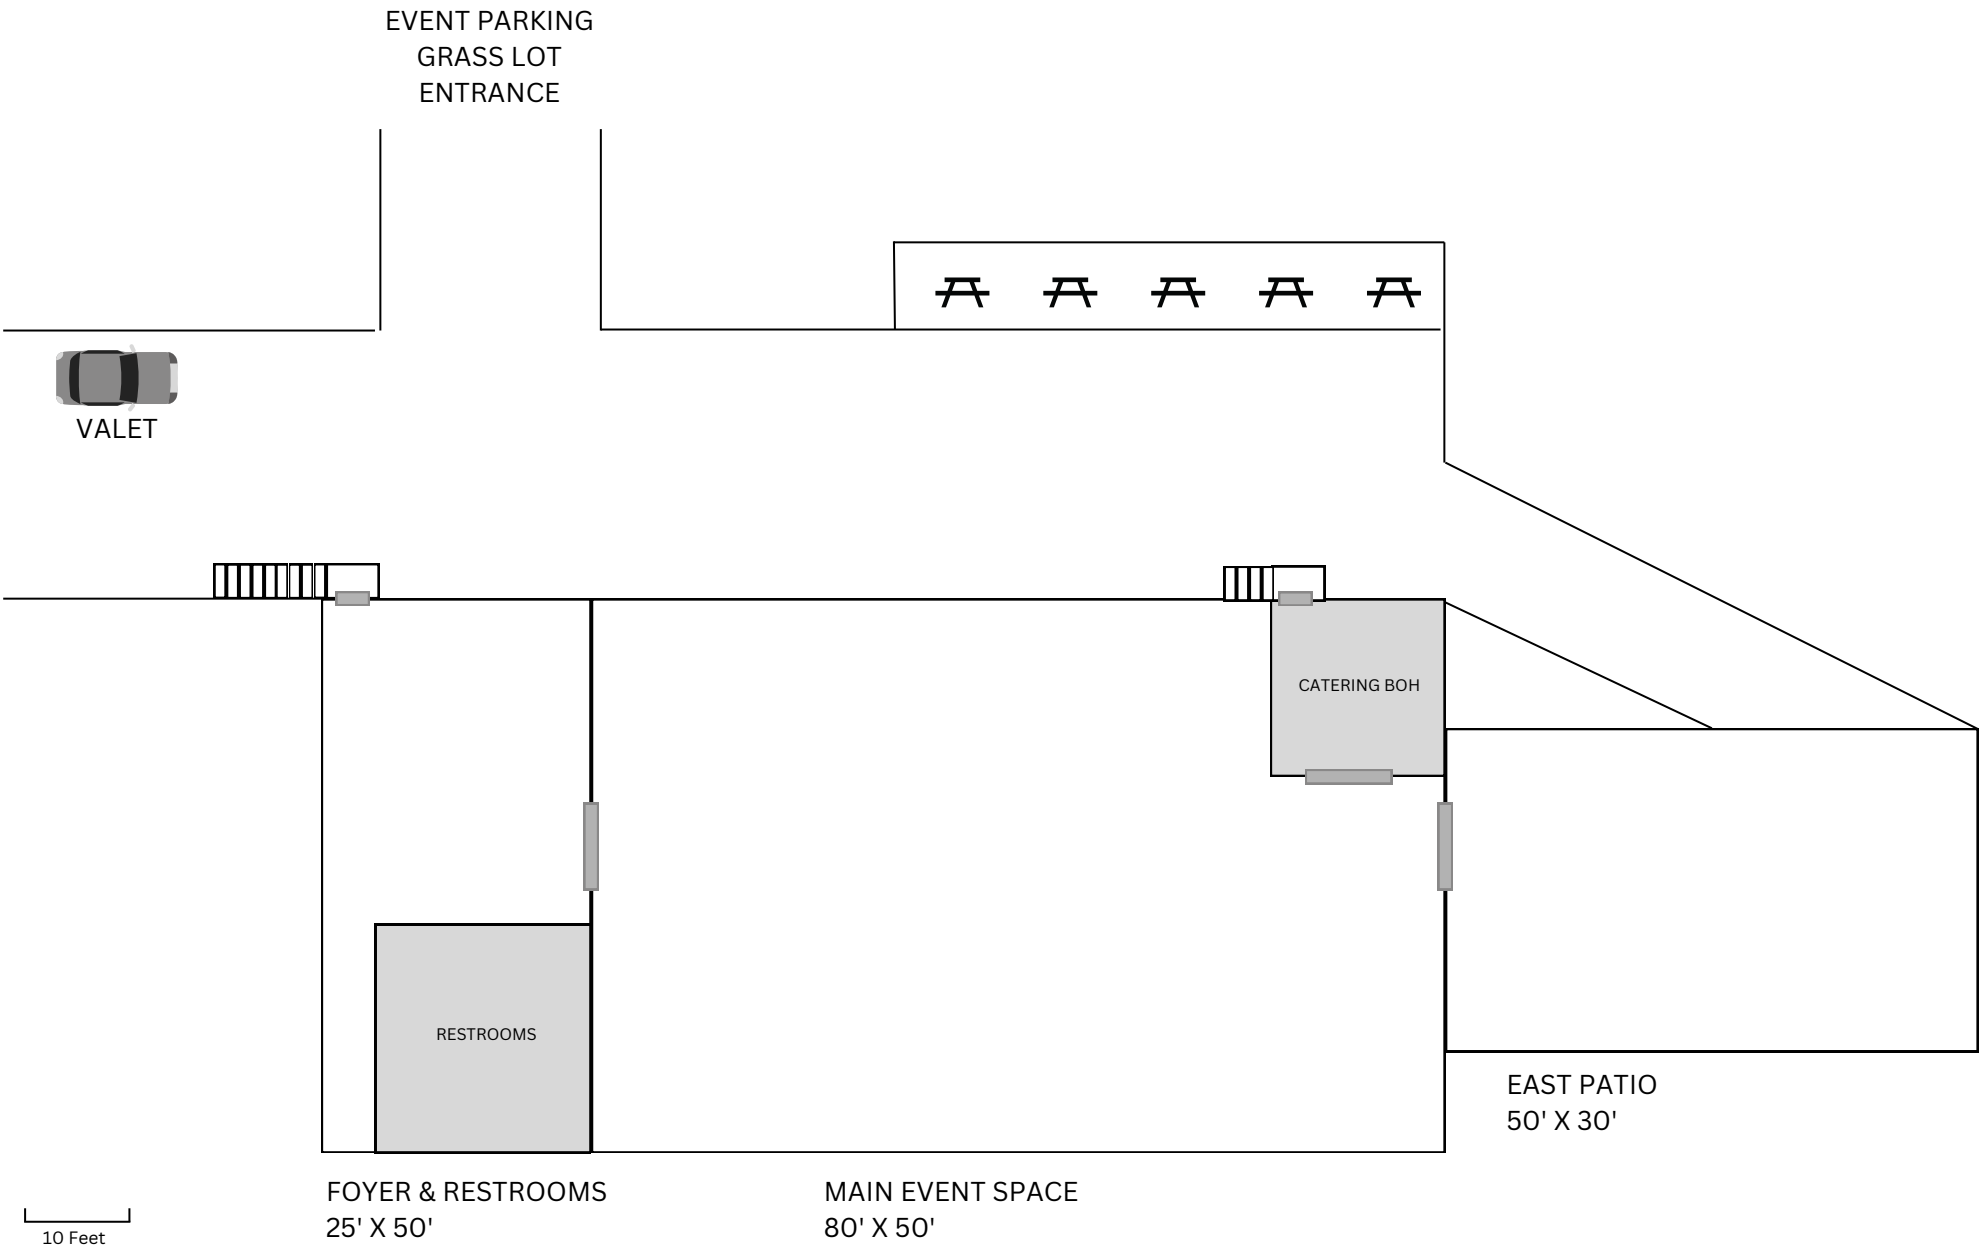 EVENT PARKING
GRASS LOT
ENTRANCE
VALET
CATERING BOH
RESTROOMS
EAST PATIO
50' X 30'
FOYER & RESTROOMS
25' X 50'
MAIN EVENT SPACE
80' X 50'
10 Feet